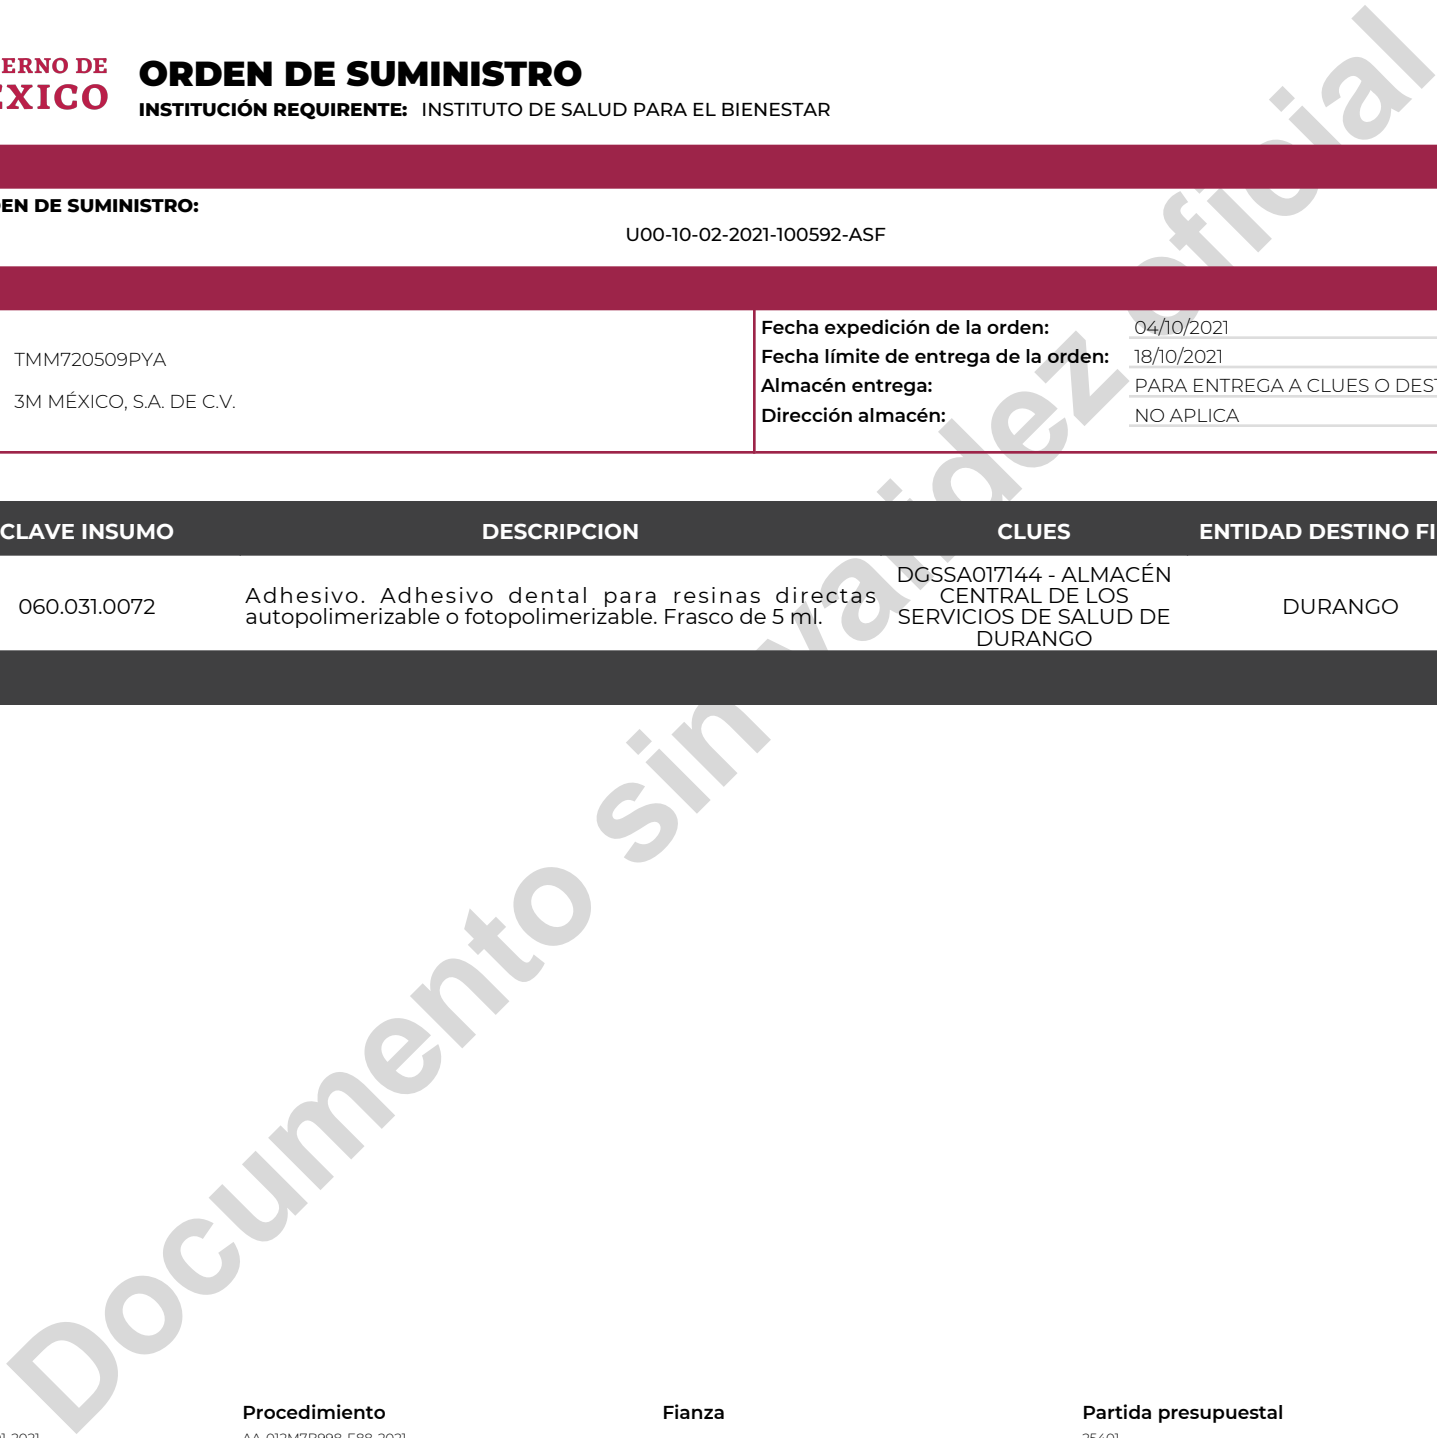 ERNO DE
EXICO
ORDEN DE SUMINISTRO
INSTITUCIÓN REQUIRENTE: INSTITUTO DE SALUD PARA EL BIENESTAR
EN DE SUMINISTRO:
U00-10-02-2021-100592-ASF
TMM720509PYA
3M MÉXICO, S.A. DE C.V.
Fecha expedición de la orden: 04/10/2021
Fecha límite de entrega de la orden: 18/10/2021
Almacén entrega: PARA ENTREGA A CLUES O DEST
Dirección almacén: NO APLICA
CLAVE INSUMO DESCRIPCION CLUES ENTIDAD DESTINO FI
060.031.0072
Adhesivo. Adhesivo dental para resinas directas
autopolimerizable o fotopolimerizable. Frasco de 5 ml.
DGSSA017144 - ALMACÉN
CENTRAL DE LOS
SERVICIOS DE SALUD DE
DURANGO
DURANGO
Documento sin validez oficial
Procedimiento Fianza Partida presupuestal